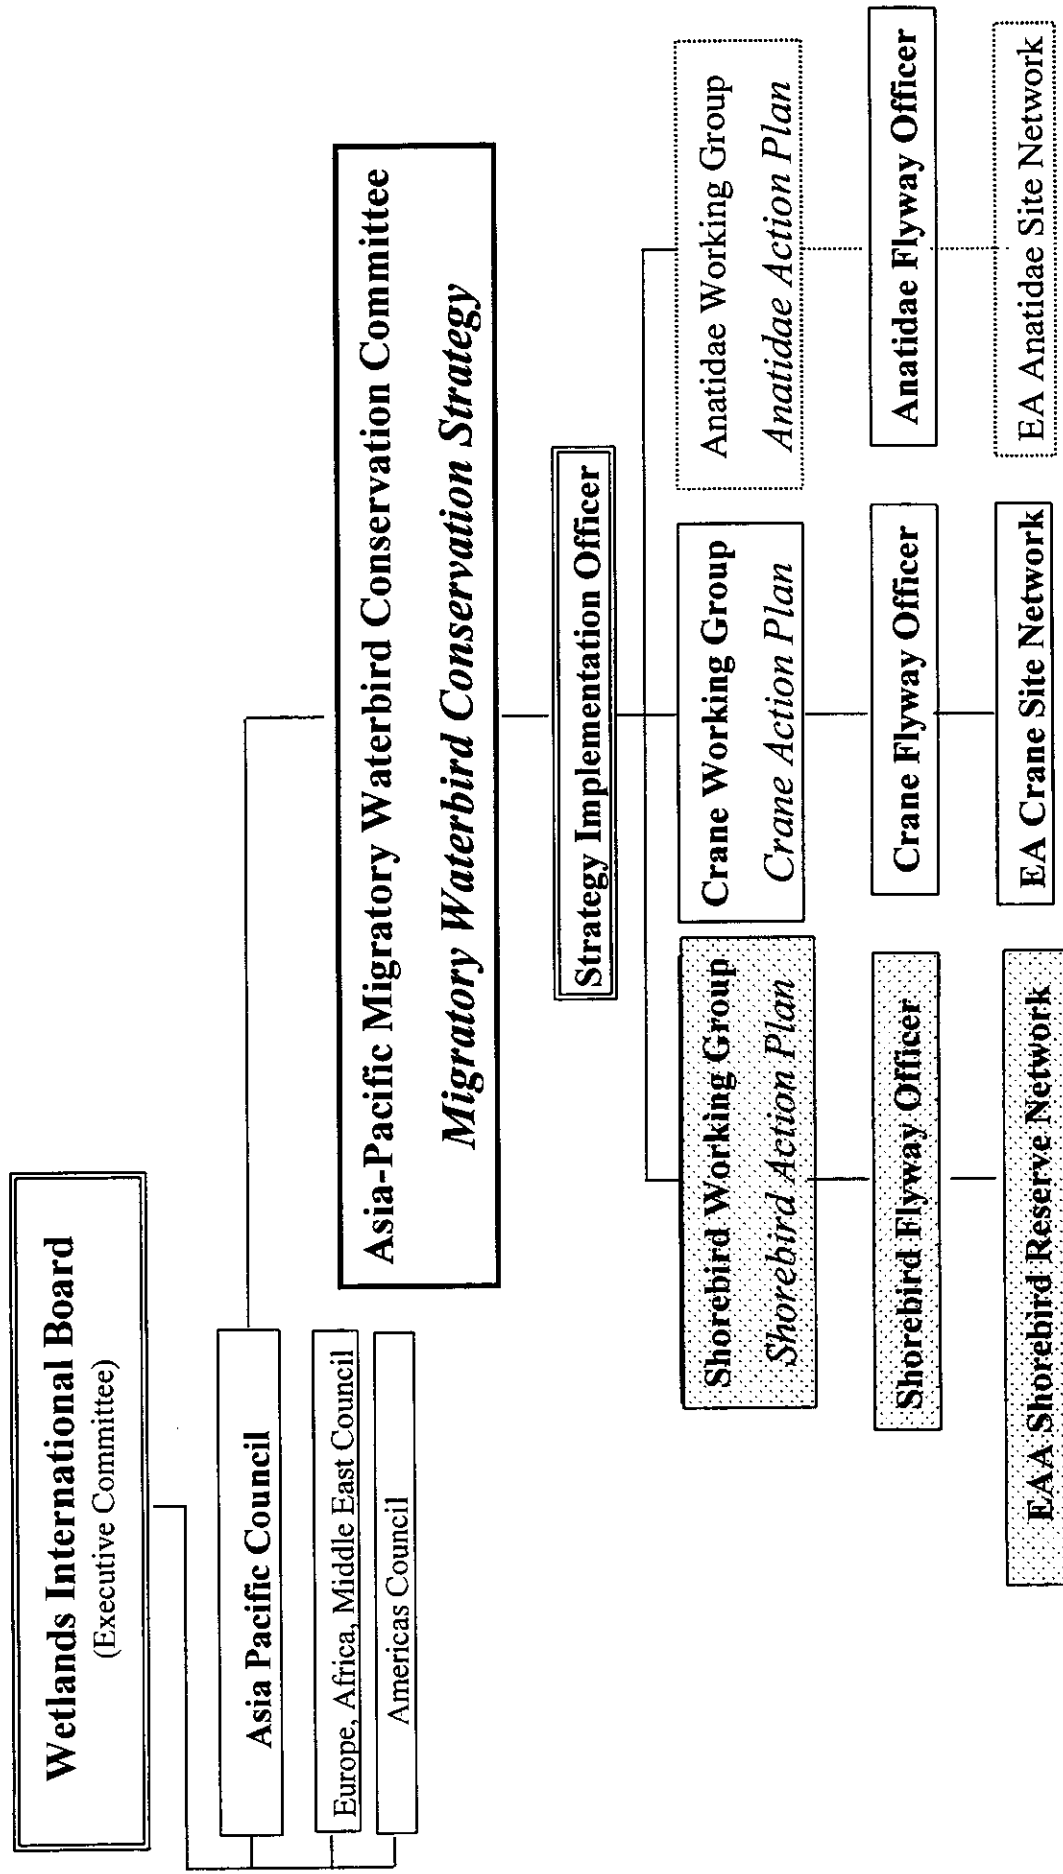 Wetlands International Board
(Executive Committee)
Asia Pacific Council
Europe, Africa, Middle East Council
Americas Council
Asia-Pacific Migratory Waterbird Conservation Committee
Migratory Waterbird Conservation Strategy
Strategy Implementation Officer
Shorebird Working Group
Shorebird Action Plan
Crane Working Group
Crane Action Plan
Anatidae Working Group
Anatidae Action Plan
Shorebird Flyway Officer
Crane Flyway Officer
Anatidae Flyway Officer
EAA Shorebird Reserve Network
EA Crane Site Network
EA Anatidae Site Network